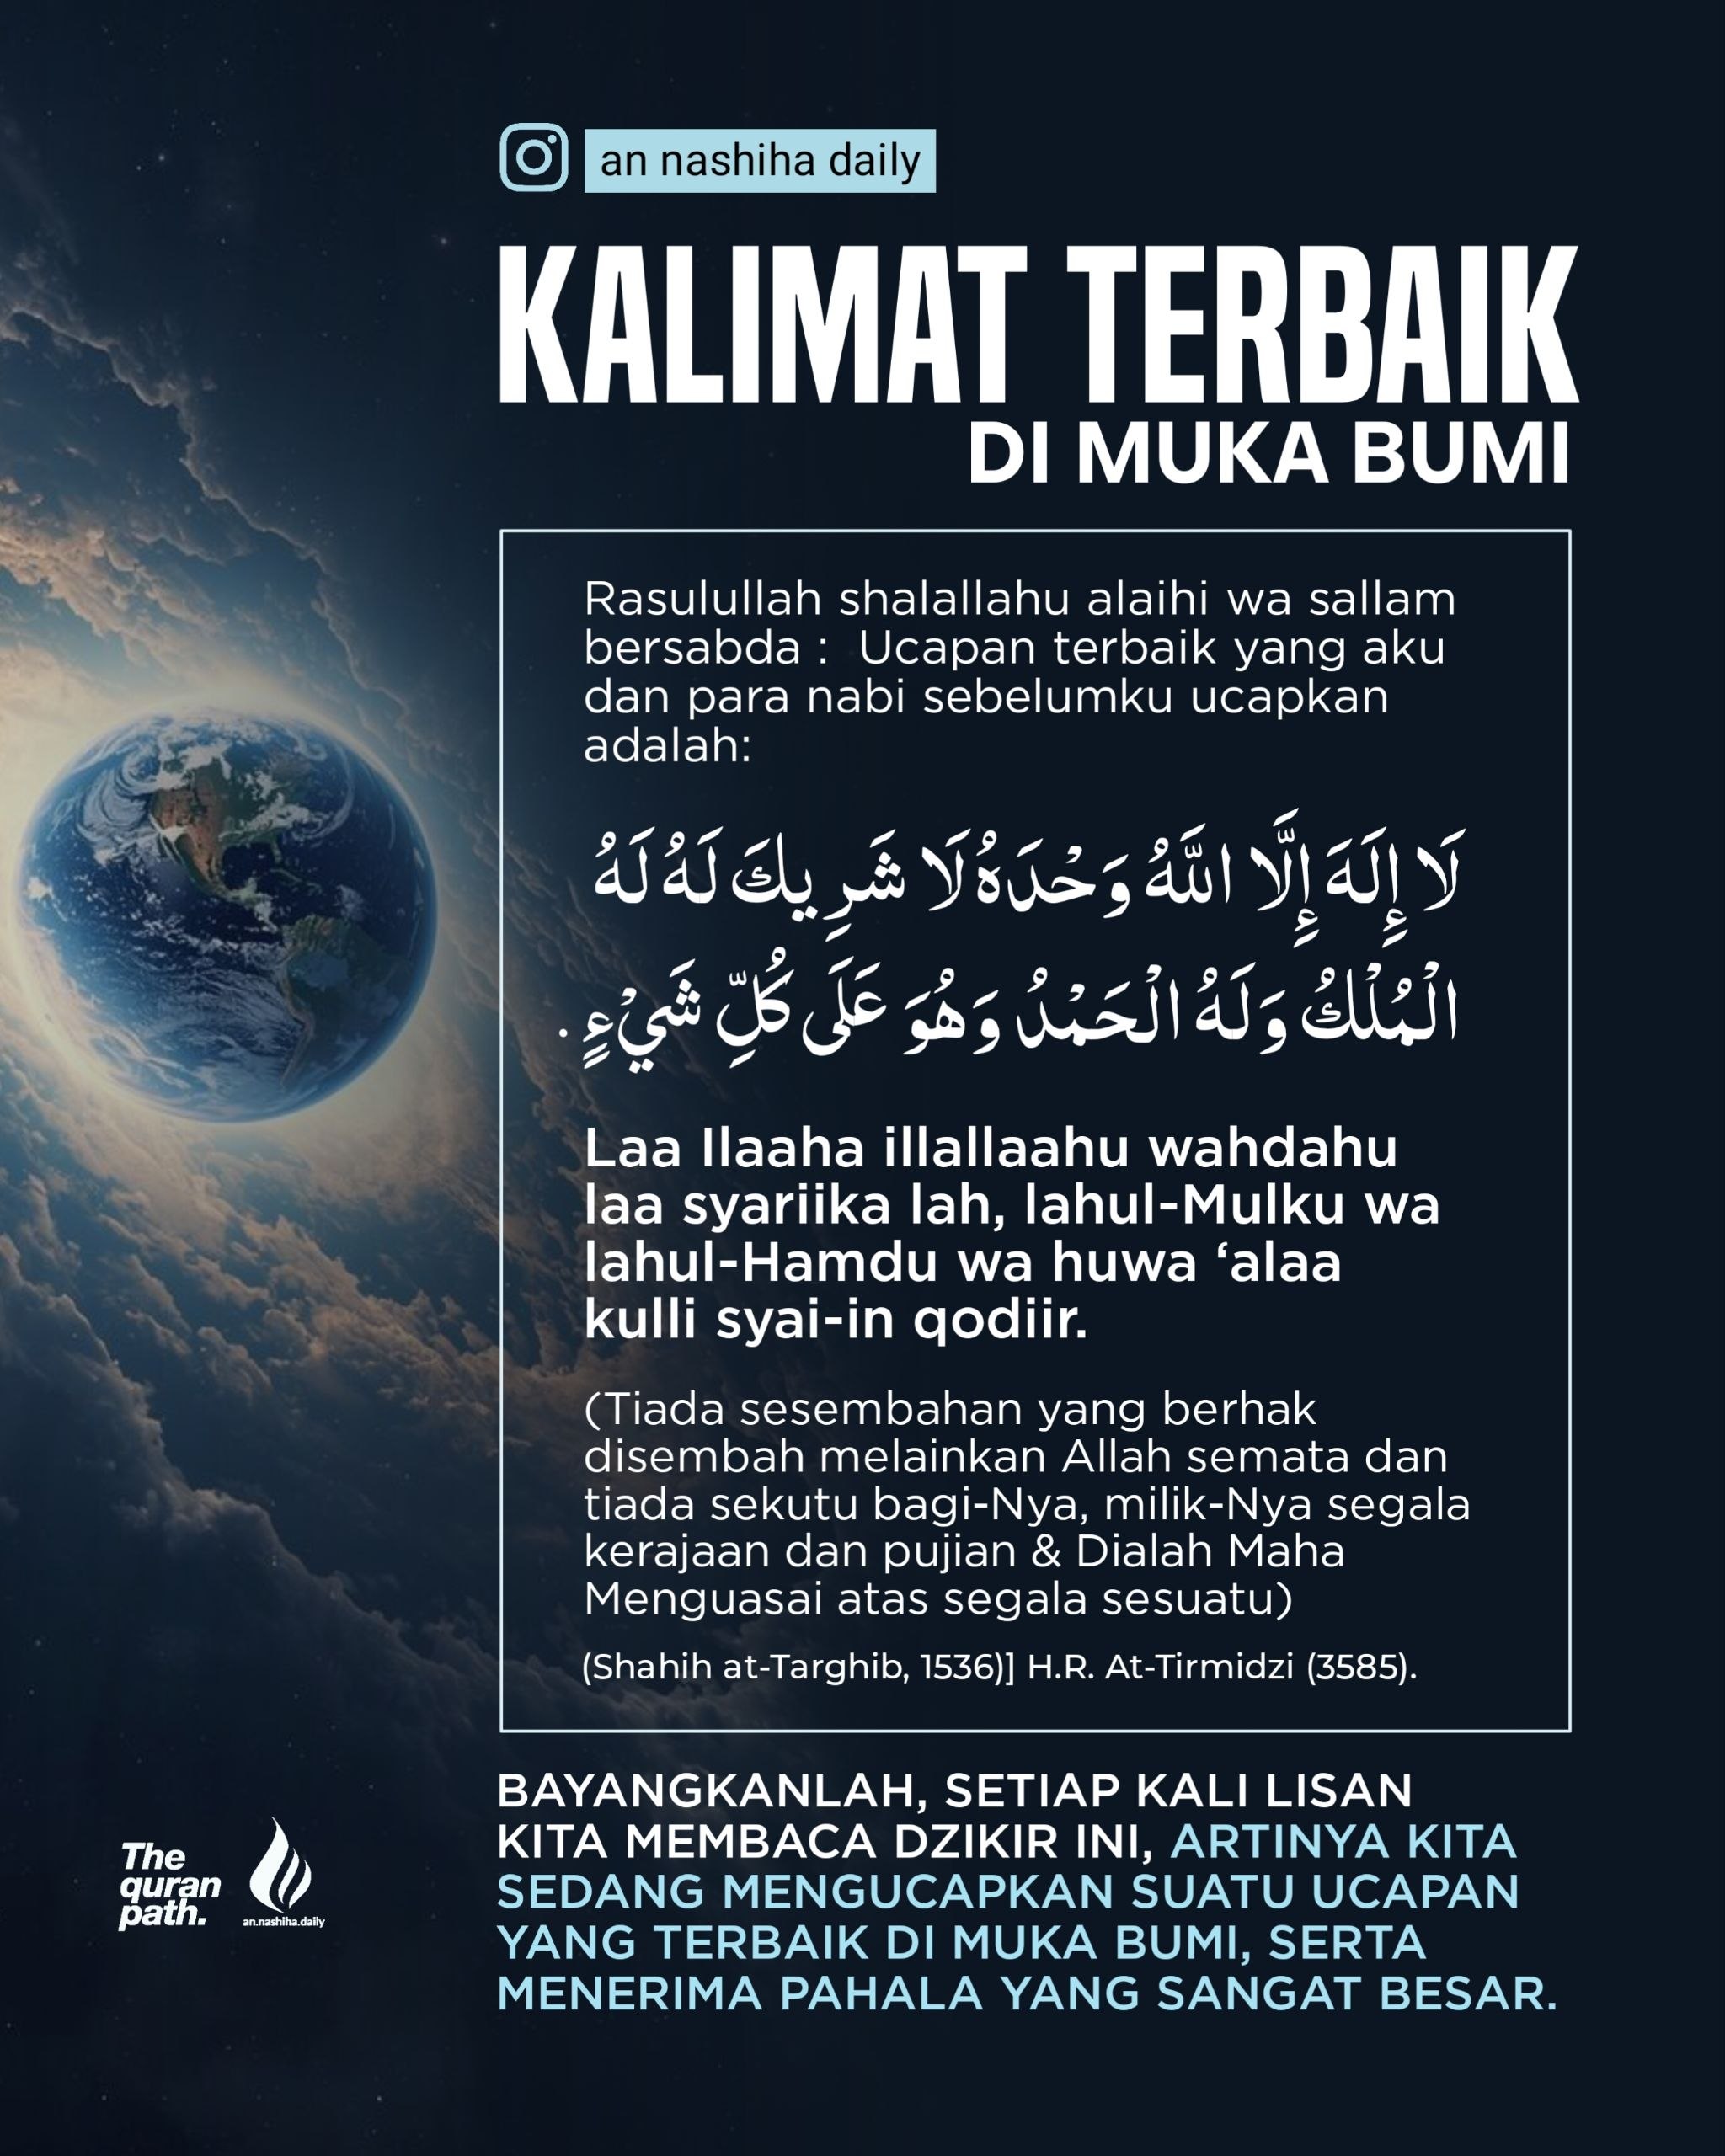 an nashiha daily
KALIMAT TERBAIK
DI MUKA BUMI
Rasulullah shalallahu alaihi wa sallam
bersabda : Ucapan terbaik yang aku
dan para nabi sebelumku ucapkan
adalah:
لَا إِلَهَ إِلَّا اللَّهُ وَحْدَهُ لَا شَرِيكَ لَهُ لَهُ
الْمُلْكُ وَلَهُ الْحَمْدُ وَهُوَ عَلَى كُلِّ شَيْءٍ .
Laa Ilaaha illallaahu wahdahu
laa syariika lah, lahul-Mulku wa
lahul-Hamdu wa huwa ‘alaa
kulli syai-in qodiir.
(Tiada sesembahan yang berhak
disembah melainkan Allah semata dan
tiada sekutu bagi-Nya, milik-Nya segala
kerajaan dan pujian & Dialah Maha
Menguasai atas segala sesuatu)
(Shahih at-Targhib, 1536)] H.R. At-Tirmidzi (3585).
BAYANGKANLAH, SETIAP KALI LISAN
KITA MEMBACA DZIKIR INI, ARTINYA KITA
SEDANG MENGUCAPKAN SUATU UCAPAN
YANG TERBAIK DI MUKA BUMI, SERTA
MENERIMA PAHALA YANG SANGAT BESAR.
The
quran
path.
an.nashiha.daily